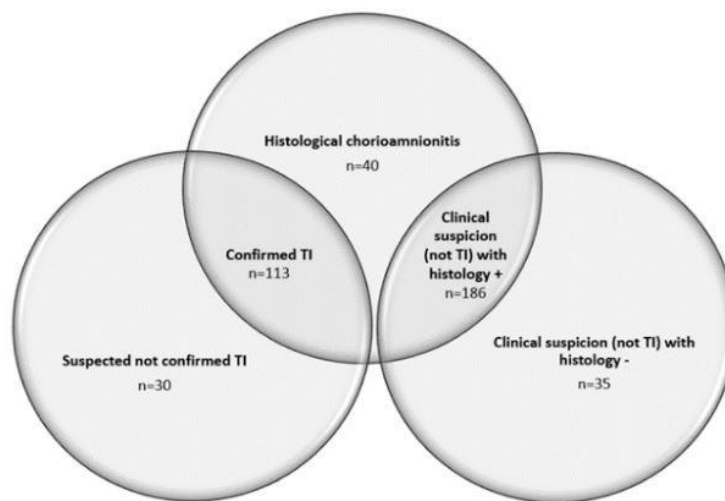 Histological chorioamnionitis
n=40
Clinical
suspicion
(not TI) with
histology +
n=186
Confirmed TI
n=113
Suspected not confirmed TI
n=30
Clinical suspicion (not TI) with
histology -
n=35